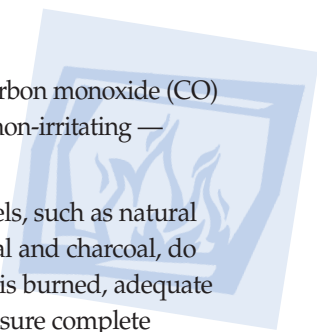 rbon monoxide (CO)
non-irritating —
els, such as natural
al and charcoal, do
is burned, adequate
sure complete